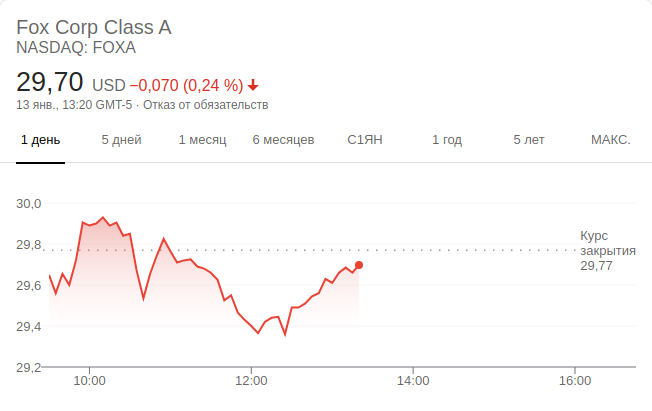 Fox Corp Class A
NASDAQ: FOXA
29,70 USD −0,070 (0,24 %)
13 янв., 13:20 GMT-5 · Отказ от обязательств
1 день 5 дней 1 месяц 6 месяцев С1ЯН 1 год 5 лет МАКС.
30,0
29,8
29,6
29,4
29,2
Курс
закрытия
29,77
10:00 12:00 14:00 16:00